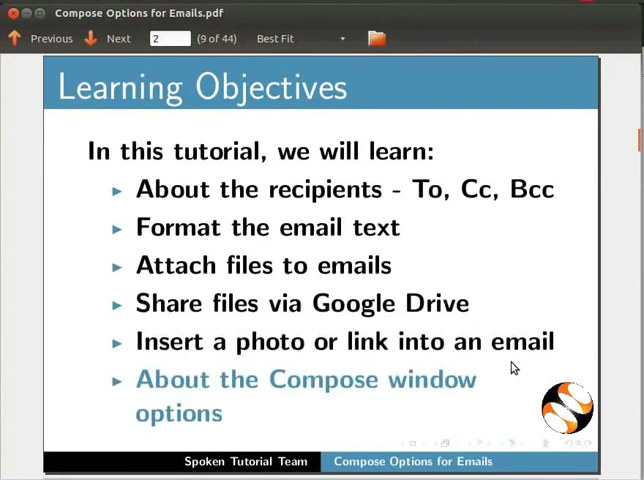 Compose Options for Emails.pdf
Previous Next 2 (9 of 44) Best Fit
Learning Objectives
In this tutorial, we will learn:
About the recipients - To, Cc, Bcc
Format the email text
Attach files to emails
Share files via Google Drive
Insert a photo or link into an email
About the Compose window
options
Spoken Tutorial Team Compose Options for Emails